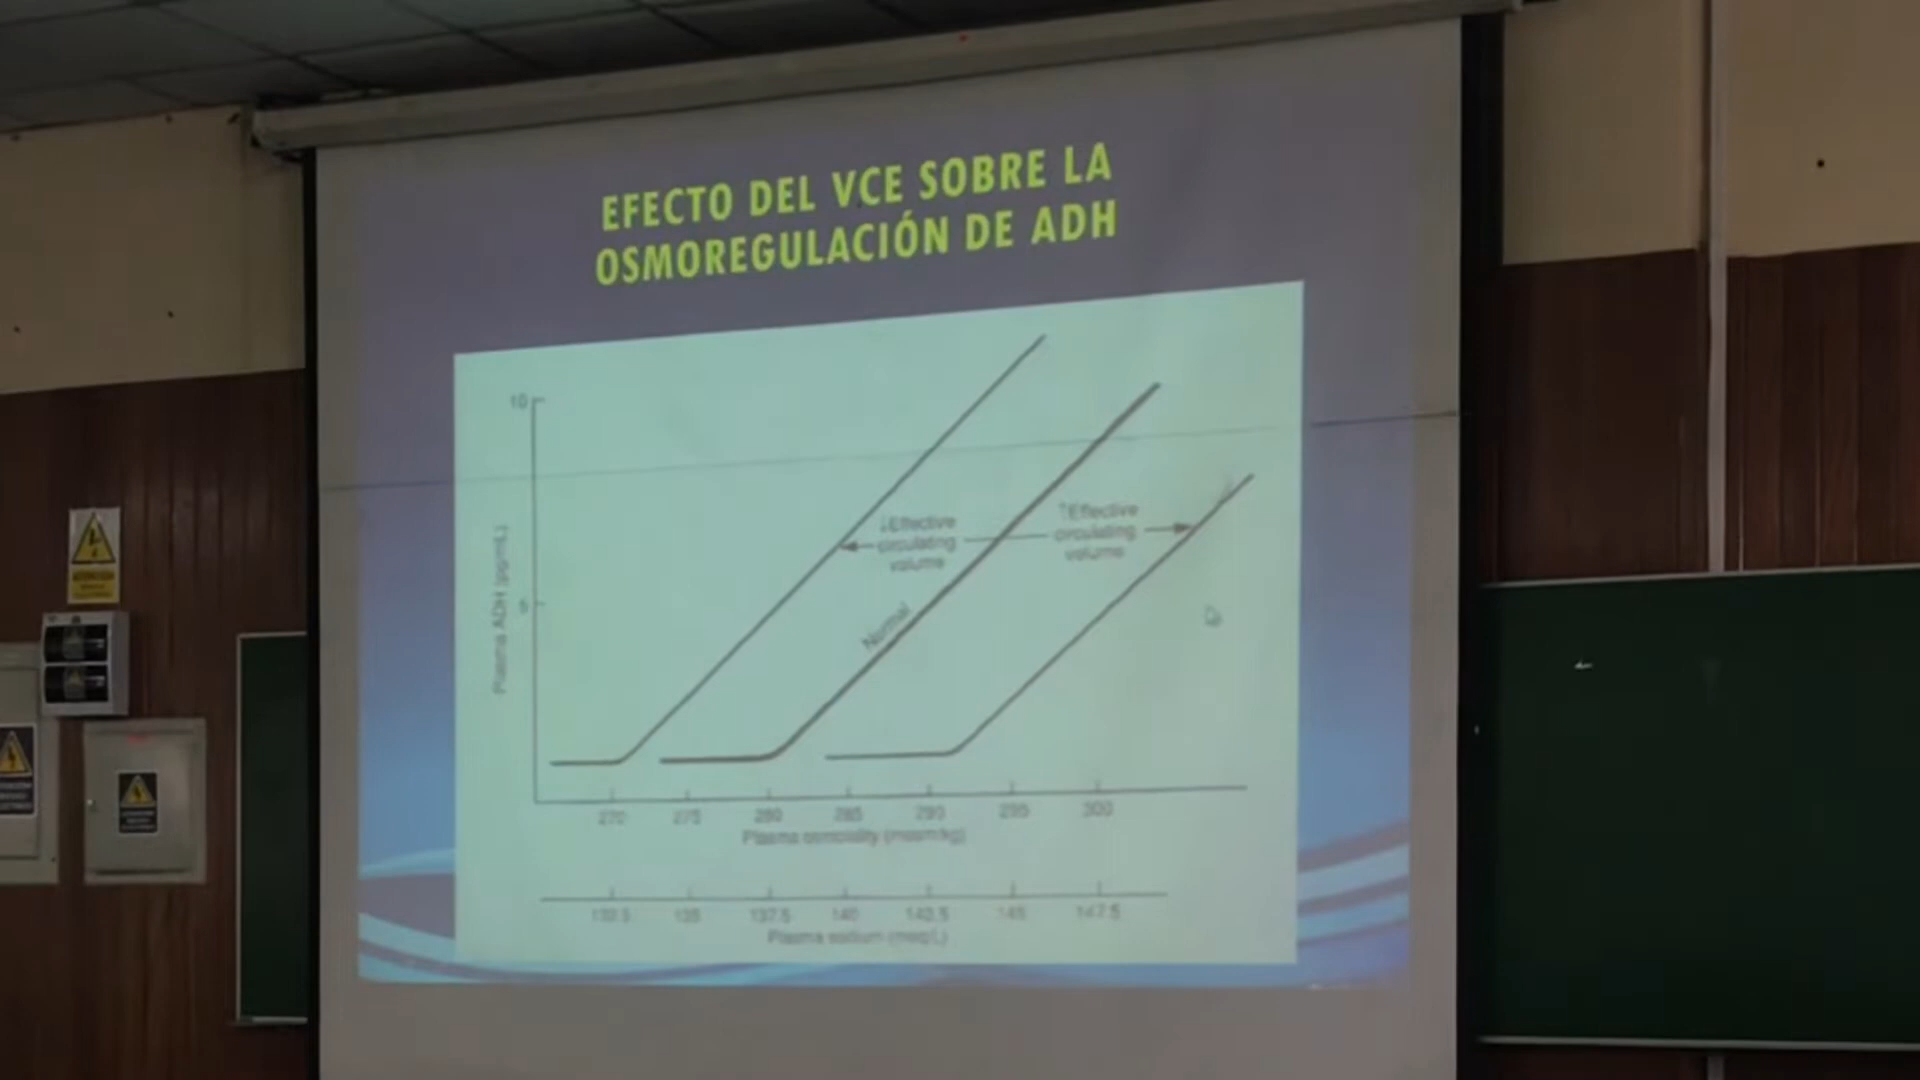 EFECTO DEL VCE SOBRE LA
OSMOREGULACIÓN DE ADH
10
Plasma ADH (pg/mL)
5
↓Effective
circulating
volume
↑Effective
circulating
volume
Normal
270 275 280 285 290 295 300
Plasma osmolality (mosm/kg)
135 137.5 140 145 147.5
Plasma sodium (meq/L)